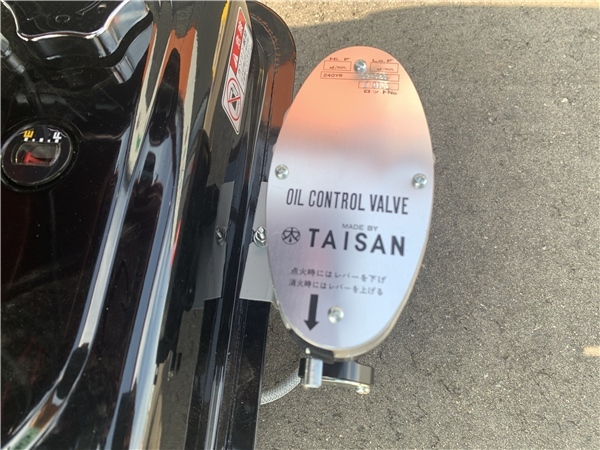 OIL CONTROL VALVE
MADE BY
TAISAN
点火時にはレバーを下げ
消火時にはレバーを上げる
E F